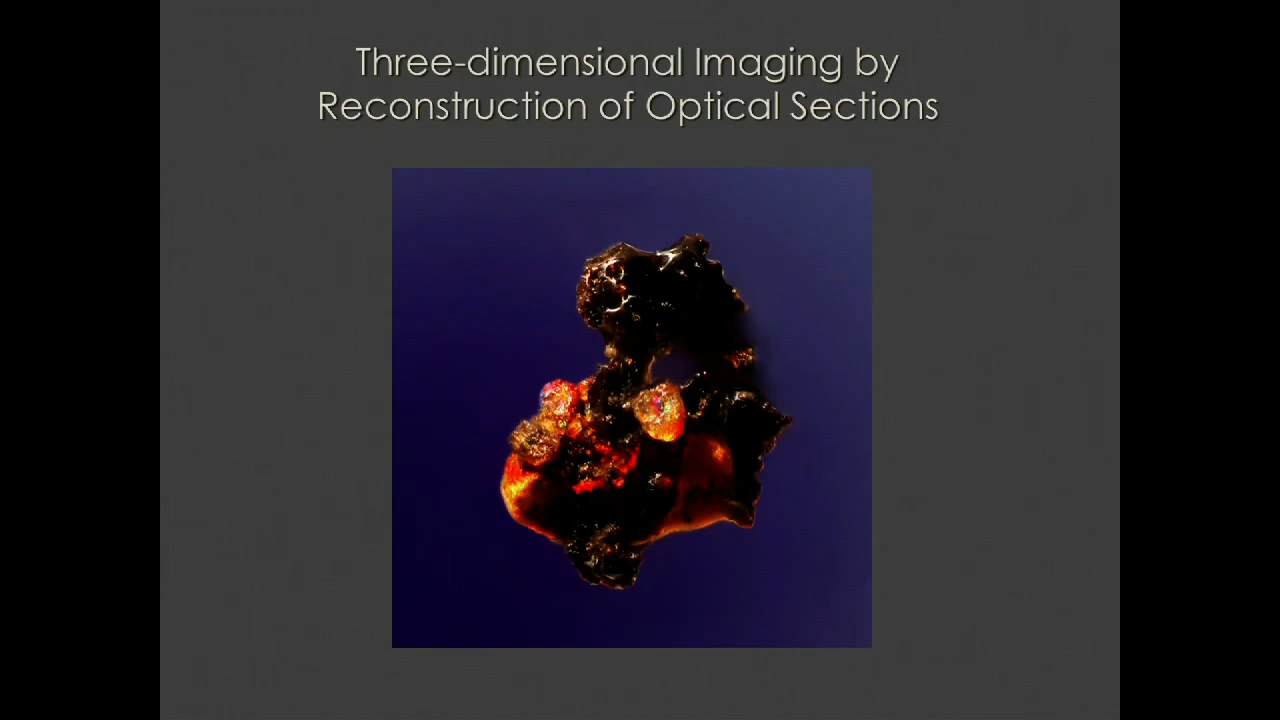 Three-dimensional Imaging by
Reconstruction of Optical Sections